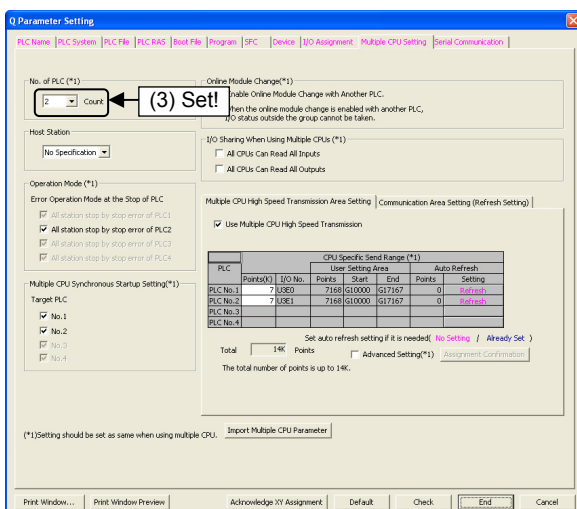 Q Parameter Setting
PLC Name PLC System PLC File PLC RAS Boot File Program SFC Device I/O Assignment Multiple CPU Setting Serial Communication
No. of PLC (*1)
2 Count
(3) Set!
Online Module Change(*1)
Enable Online Module Change with Another PLC.
When the online module change is enabled with another PLC,
I/O status outside the group cannot be taken.
Host Station
No Specification
I/O Sharing When Using Multiple CPUs (*1)
All CPUs Can Read All Inputs
All CPUs Can Read All Outputs
Operation Mode (*1)
Error Operation Mode at the Stop of PLC
All station stop by stop error of PLC1
All station stop by stop error of PLC2
All station stop by stop error of PLC3
All station stop by stop error of PLC4
Multiple CPU High Speed Transmission Area Setting Communication Area Setting (Refresh Setting)
Use Multiple CPU High Speed Transmission
CPU Specific Send Range (*1)
PLC User Setting Area Auto Refresh
Points(K) I/O No. Points Start End Points Setting
PLC No.1 7 U3E0 7168 G10000 G17167 0 Refresh
PLC No.2 7 U3E1 7168 G10000 G17167 0 Refresh
PLC No.3
PLC No.4
Set auto refresh setting if it is needed( No Setting / Already Set )
Total 14K Points Advanced Setting(*1) Assignment Confirmation
The total number of points is up to 14K.
Multiple CPU Synchronous Startup Setting(*1)
Target PLC
No.1
No.2
No.3
No.4
(*1)Setting should be set as same when using multiple CPU. Import Multiple CPU Parameter
Print Window... Print Window Preview Acknowledge XY Assignment Default Check End Cancel